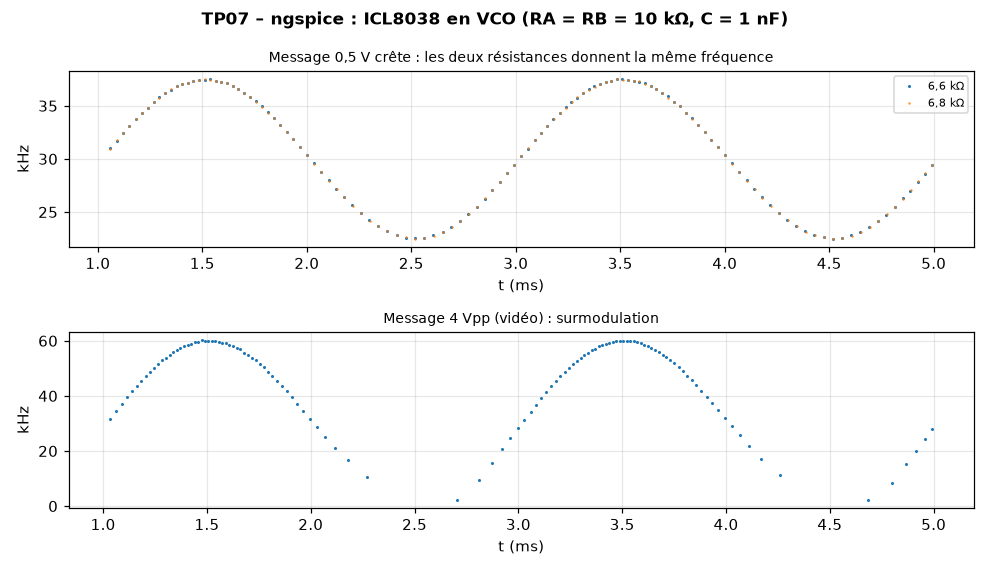 TP07 – ngspice : ICL8038 en VCO (RA = RB = 10 kΩ, C = 1 nF)
Message 0,5 V crête : les deux résistances donnent la même fréquence
35
30
25
kHz
6,6 kΩ
6,8 kΩ
1.0 1.5 2.0 2.5 3.0 3.5 4.0 4.5 5.0
t (ms)
Message 4 Vpp (vidéo) : surmodulation
60
40
20
0
kHz
1.0 1.5 2.0 2.5 3.0 3.5 4.0 4.5 5.0
t (ms)